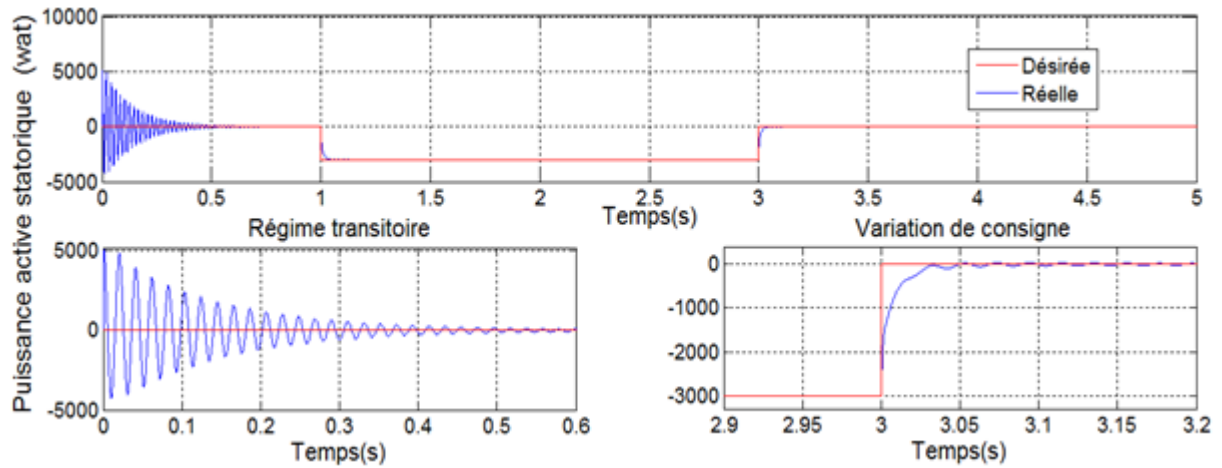 Puissance active statorique (wat)
10000
5000
0
-5000
Désirée
Réelle
0 0.5 1 1.5 2 2.5 3 3.5 4 4.5 5
Temps(s)
Régime transitoire
5000
0
-5000
0 0.1 0.2 0.3 0.4 0.5 0.6
Temps(s)
Variation de consigne
0
-1000
-2000
-3000
2.9 2.95 3 3.05 3.1 3.15 3.2
Temps(s)